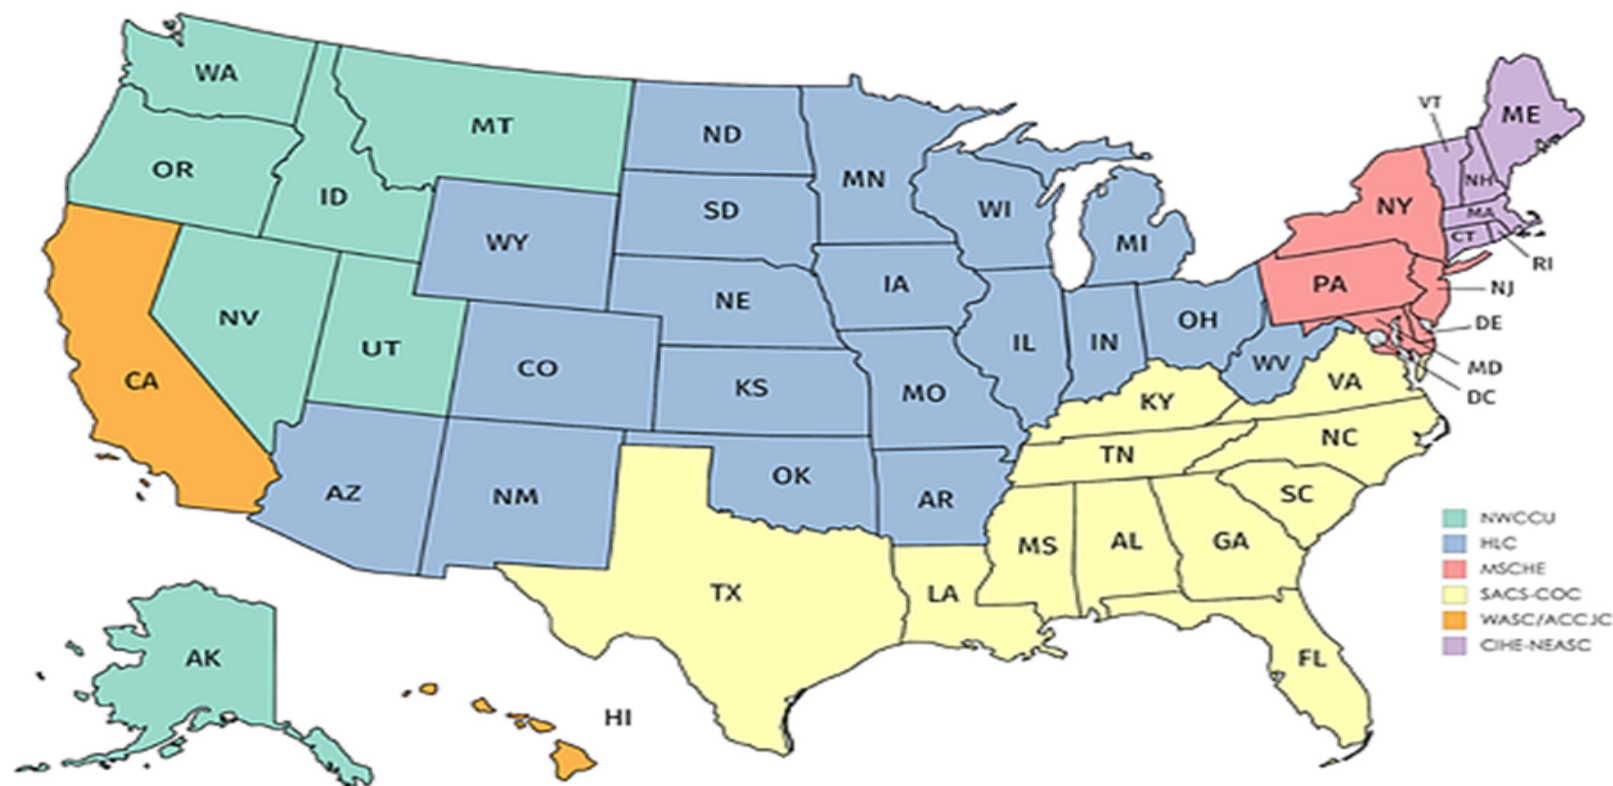 WA
MT
ND
MN
ME
VT
OR
ID
SD
WI
MI
NY
NH
MA
CT
RI
WY
NE
IA
PA
NJ
NV
UT
CO
KS
MO
IL
IN
OH
WV
DE
MD
DC
CA
KY
VA
AZ
NM
OK
AR
TN
NC
SC
TX
LA
MS
AL
GA
FL
AK
HI
NWCCU
HLC
MSCHE
SACS-COC
WASC/ACCJC
CIHE-NEASC